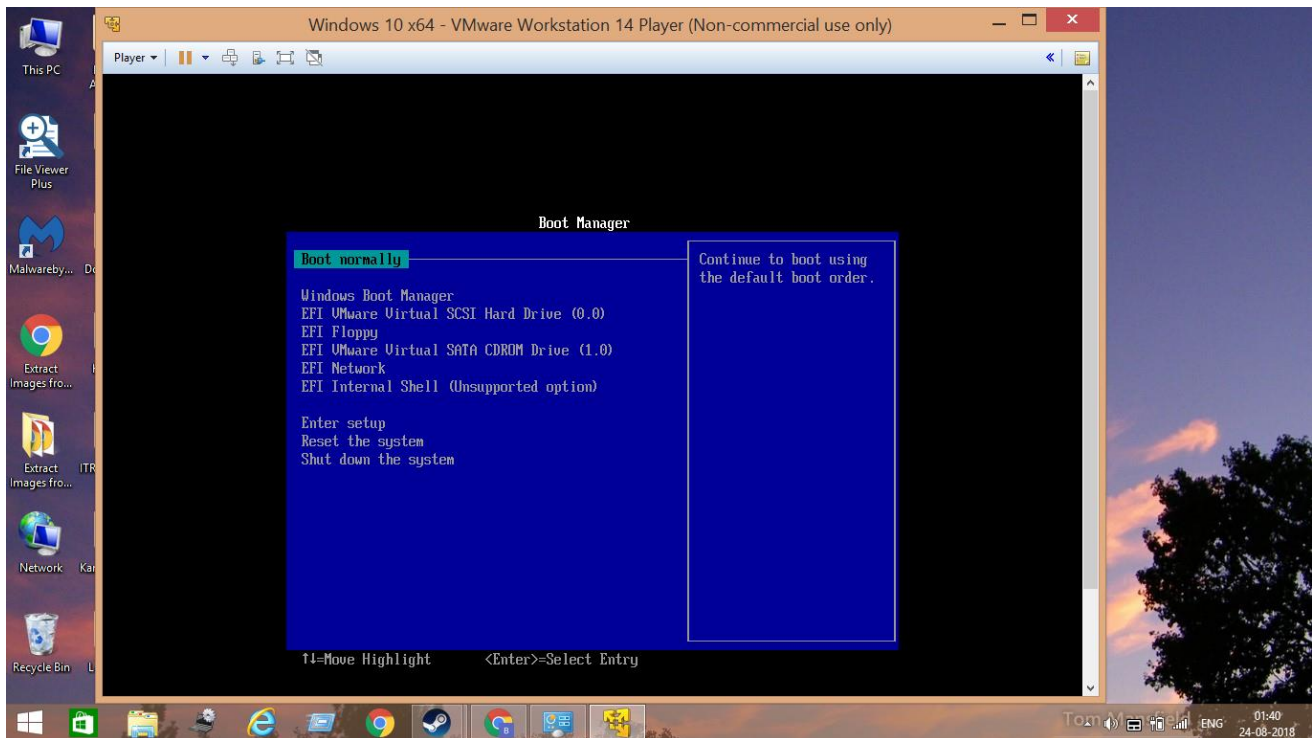 Windows 10 x64 - VMware Workstation 14 Player (Non-commercial use only)
Player
This PC
File Viewer
Plus
Malwareby...
Extract
Images fro...
Extract
Images fro...
Network
Recycle Bin
Boot Manager
Boot normally
Windows Boot Manager
EFI VMware Virtual SCSI Hard Drive (0.0)
EFI Floppy
EFI VMware Virtual SATA CDROM Drive (1.0)
EFI Network
EFI Internal Shell (Unsupported option)
Enter setup
Reset the system
Shut down the system
Continue to boot using
the default boot order.
↑↓=Move Highlight <Enter>=Select Entry
ENG
01:40
24-08-2018